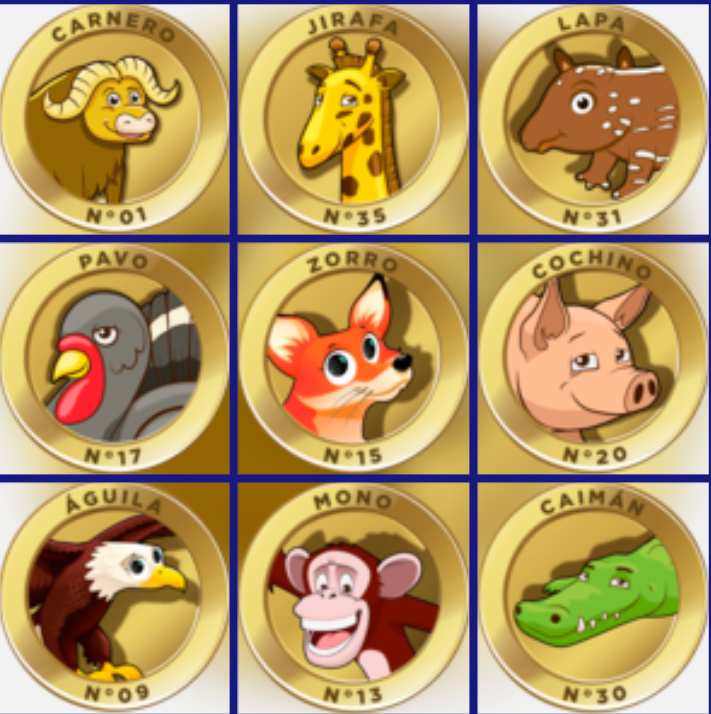 CARNERO
N°01
JIRAFA
N°35
LAPA
N°31
PAVO
N°17
ZORRO
N°15
COCHINO
N°20
ÁGUILA
N°09
MONO
N°13
CAIMÁN
N°30